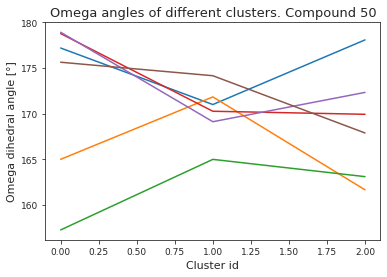 Omega angles of different clusters. Compound 50
Omega dihedral angle [°]
180
175
170
165
160
0.00 0.25 0.50 0.75 1.00 1.25 1.50 1.75 2.00
Cluster id